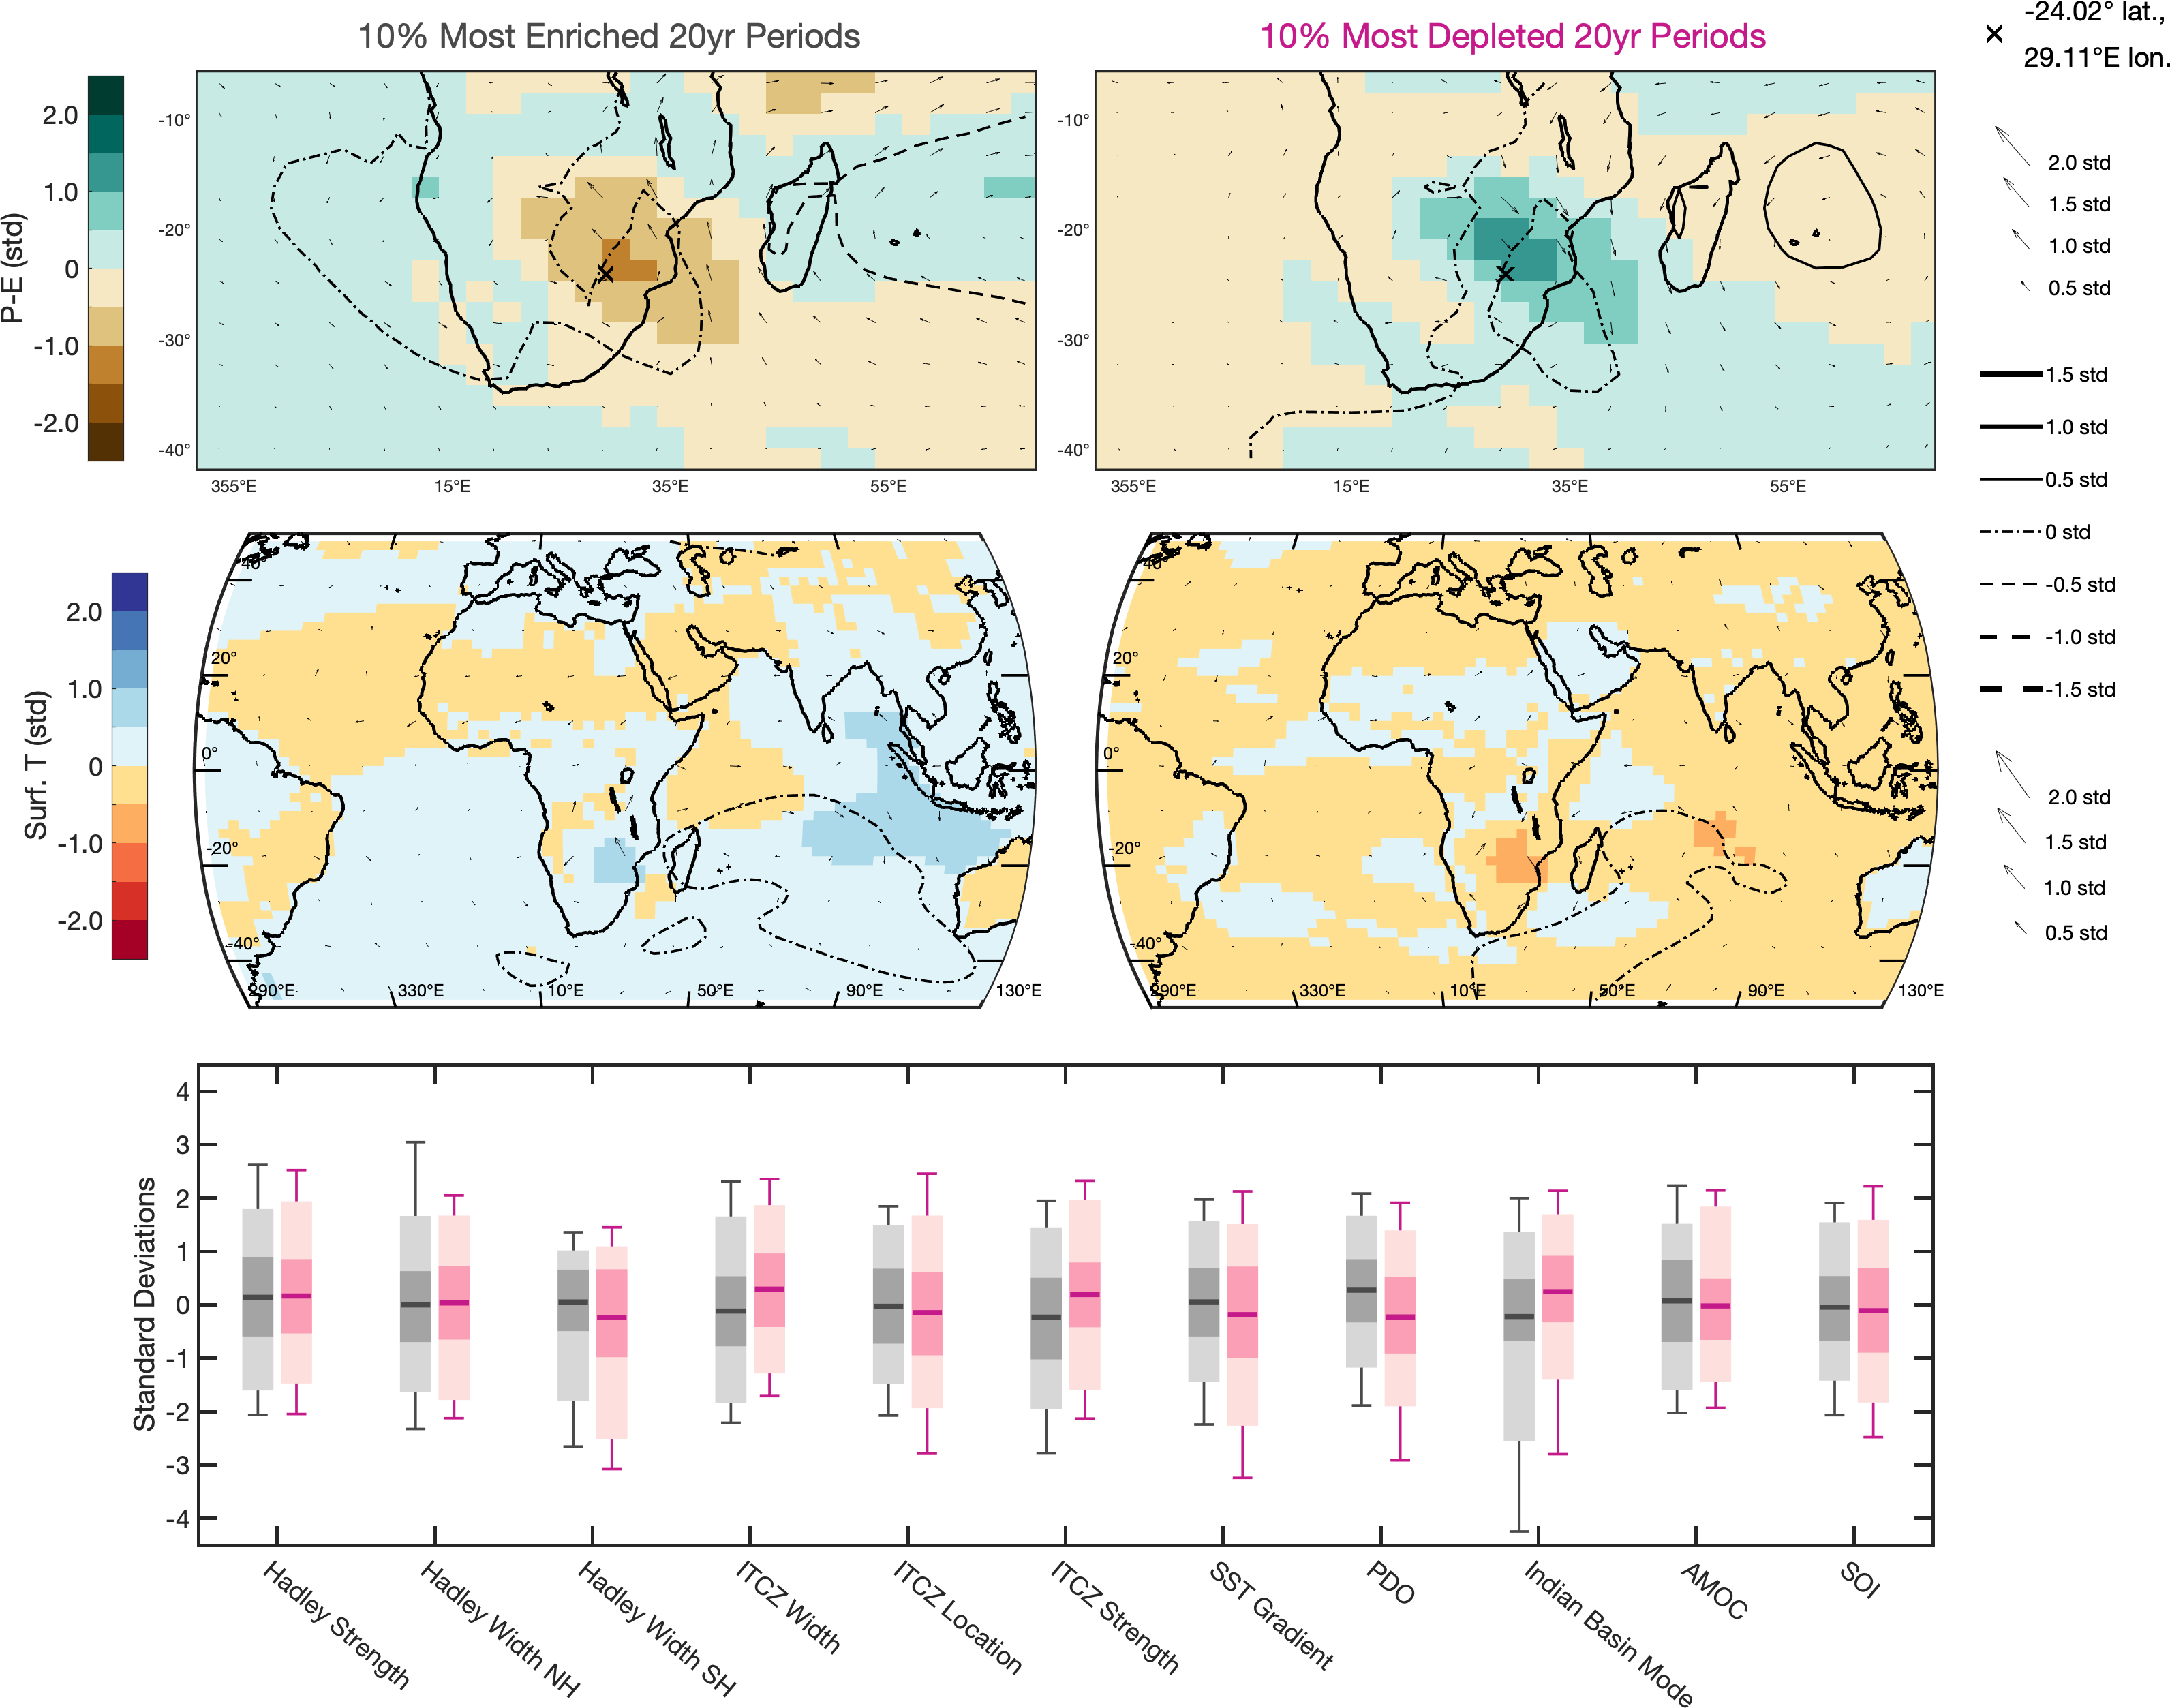 10% Most Enriched 20yr Periods
10% Most Depleted 20yr Periods
-24.02° lat.,
29.11°E lon.
P-E (std)
2.0
1.0
0
-1.0
-2.0
-10°
-20°
-30°
-40°
355°E
15°E
35°E
55°E
-10°
-20°
-30°
-40°
355°E
15°E
35°E
55°E
2.0 std
1.5 std
1.0 std
0.5 std
1.5 std
1.0 std
0.5 std
0 std
-0.5 std
-1.0 std
-1.5 std
Surf. T (std)
2.0
1.0
0
-1.0
-2.0
40°
20°
0°
-20°
-40°
290°E
330°E
10°E
50°E
90°E
130°E
40°
20°
0°
-20°
-40°
290°E
330°E
10°E
50°E
90°E
130°E
2.0 std
1.5 std
1.0 std
0.5 std
Standard Deviations
4
3
2
1
0
-1
-2
-3
-4
Hadley Strength
Hadley Width NH
Hadley Width SH
ITCZ Width
ITCZ Location
ITCZ Strength
SST Gradient
PDO
Indian Basin Mode
AMOC
SOI